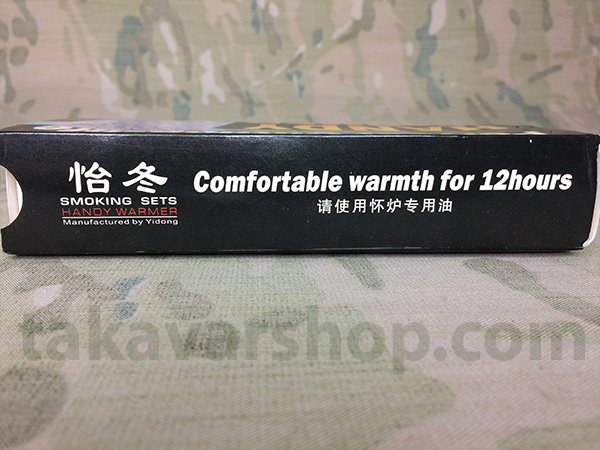 HANDY
怡冬
SMOKING SETS
HANDY WARMER
Manufactured by Yidong
Comfortable warmth for 12hours
请使用怀炉专用油
takavarshop.com